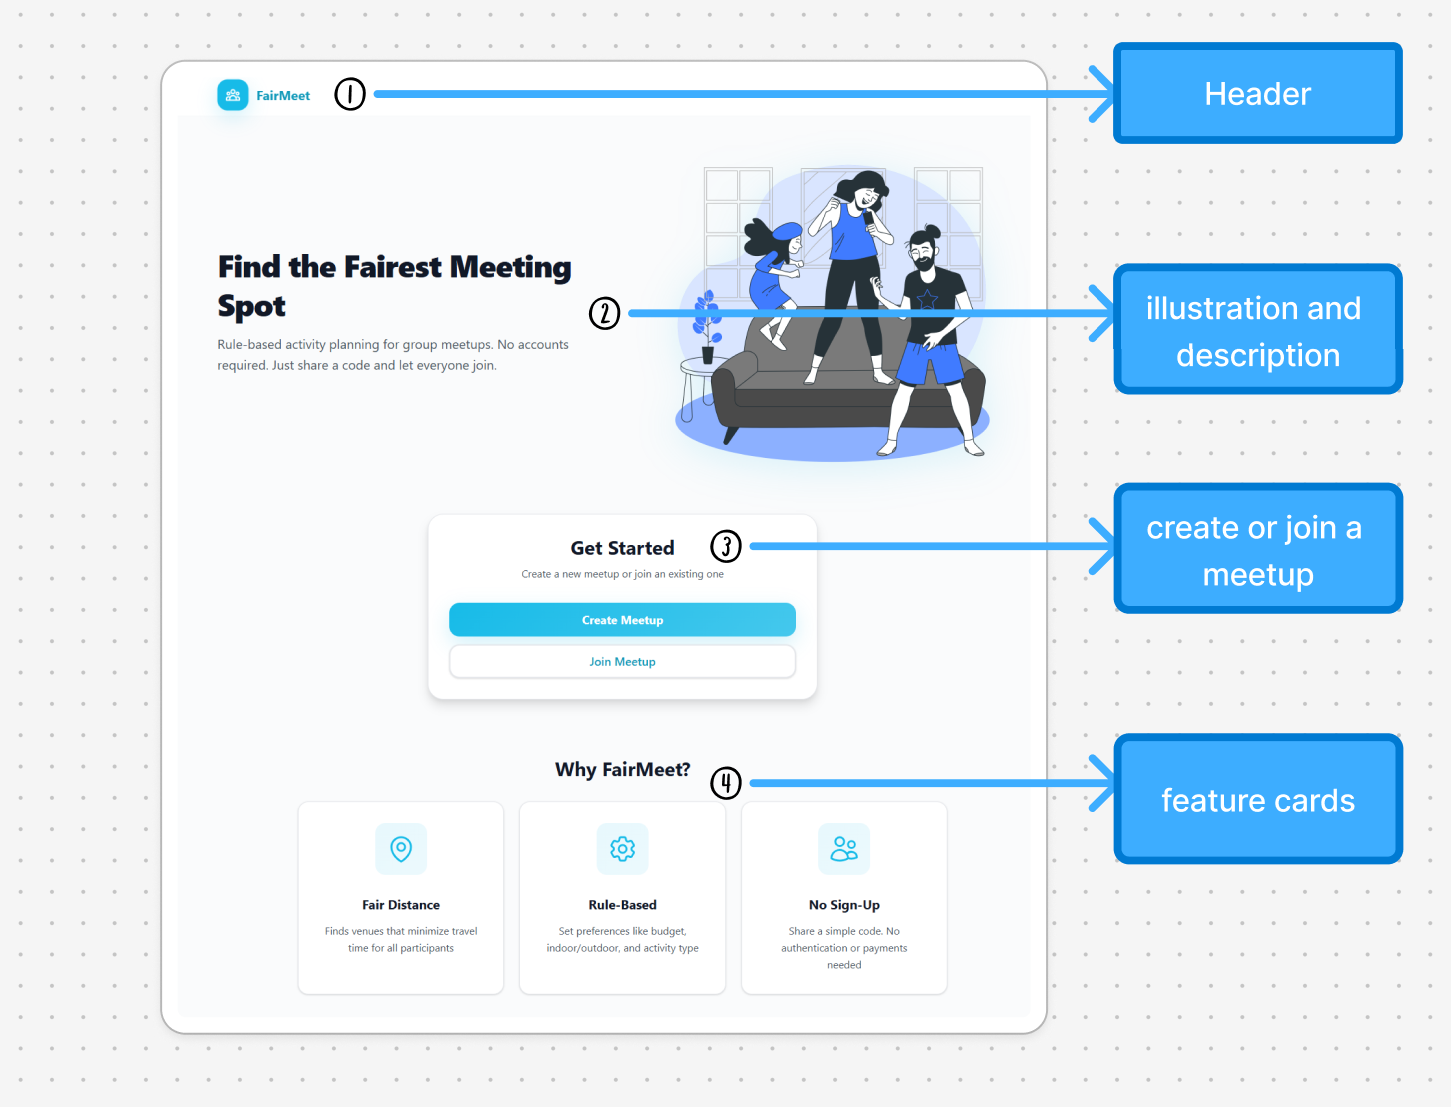 FairMeet
1
Header
Find the Fairest Meeting
Spot
Rule-based activity planning for group meetups. No accounts
required. Just share a code and let everyone join.
2
illustration and
description
Get Started
3
Create a new meetup or join an existing one
Create Meetup
Join Meetup
create or join a
meetup
Why FairMeet?
4
feature cards
Fair Distance
Finds venues that minimize travel
time for all participants
Rule-Based
Set preferences like budget,
indoor/outdoor, and activity type
No Sign-Up
Share a simple code. No
authentication or payments
needed